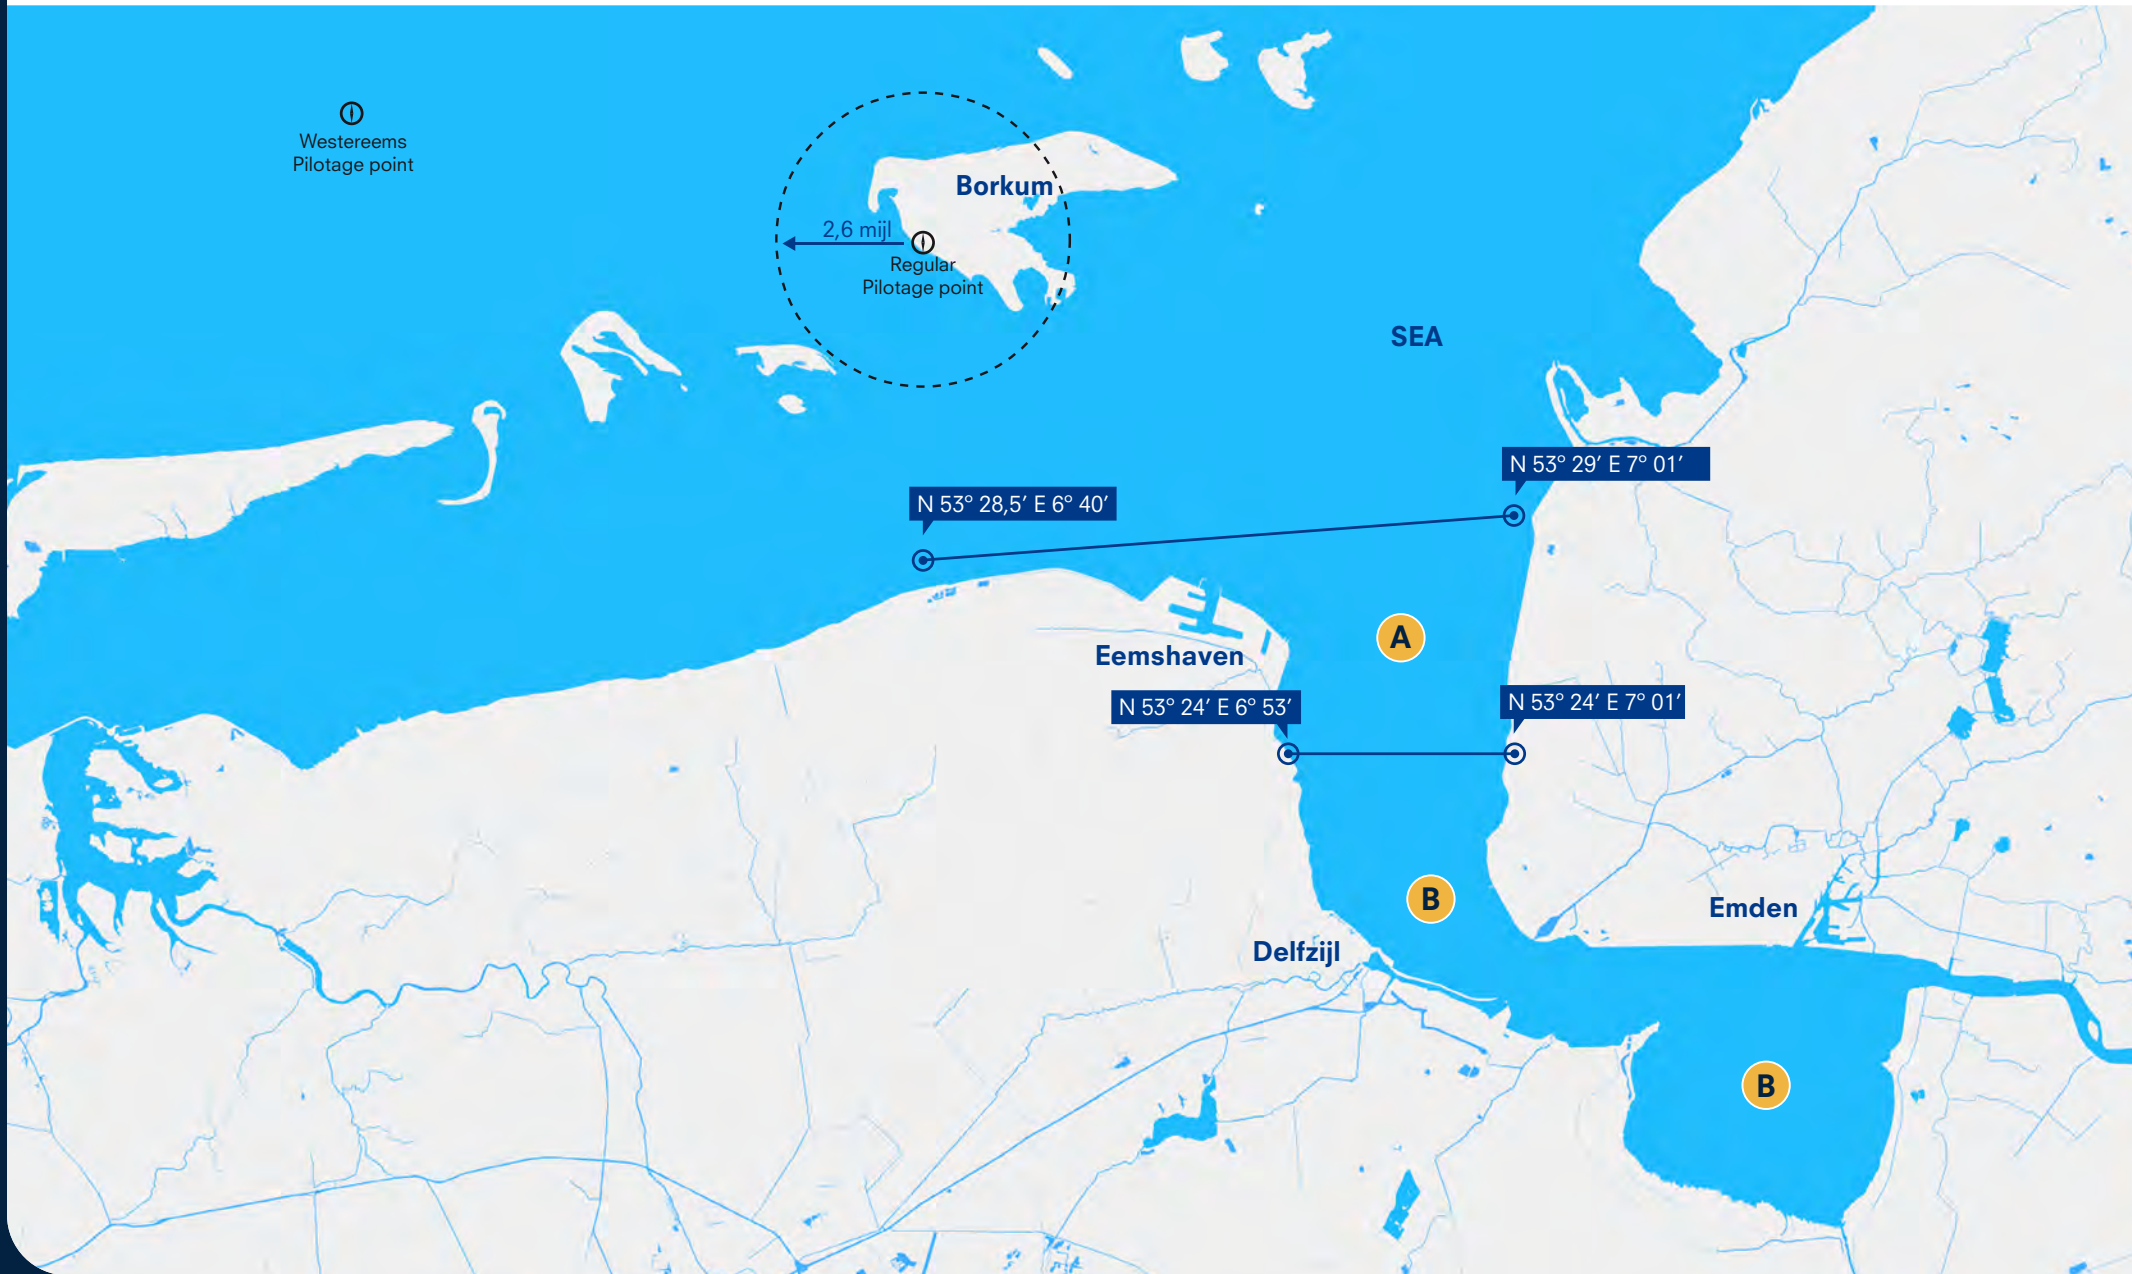 Westereems
Pilotage point
Borkum
2,6 mijl
Regular
Pilotage point
SEA
N 53° 29′ E 7° 01′
N 53° 28,5′ E 6° 40′
A
Eemshaven
N 53° 24′ E 6° 53′
N 53° 24′ E 7° 01′
B
Emden
Delfzijl
B